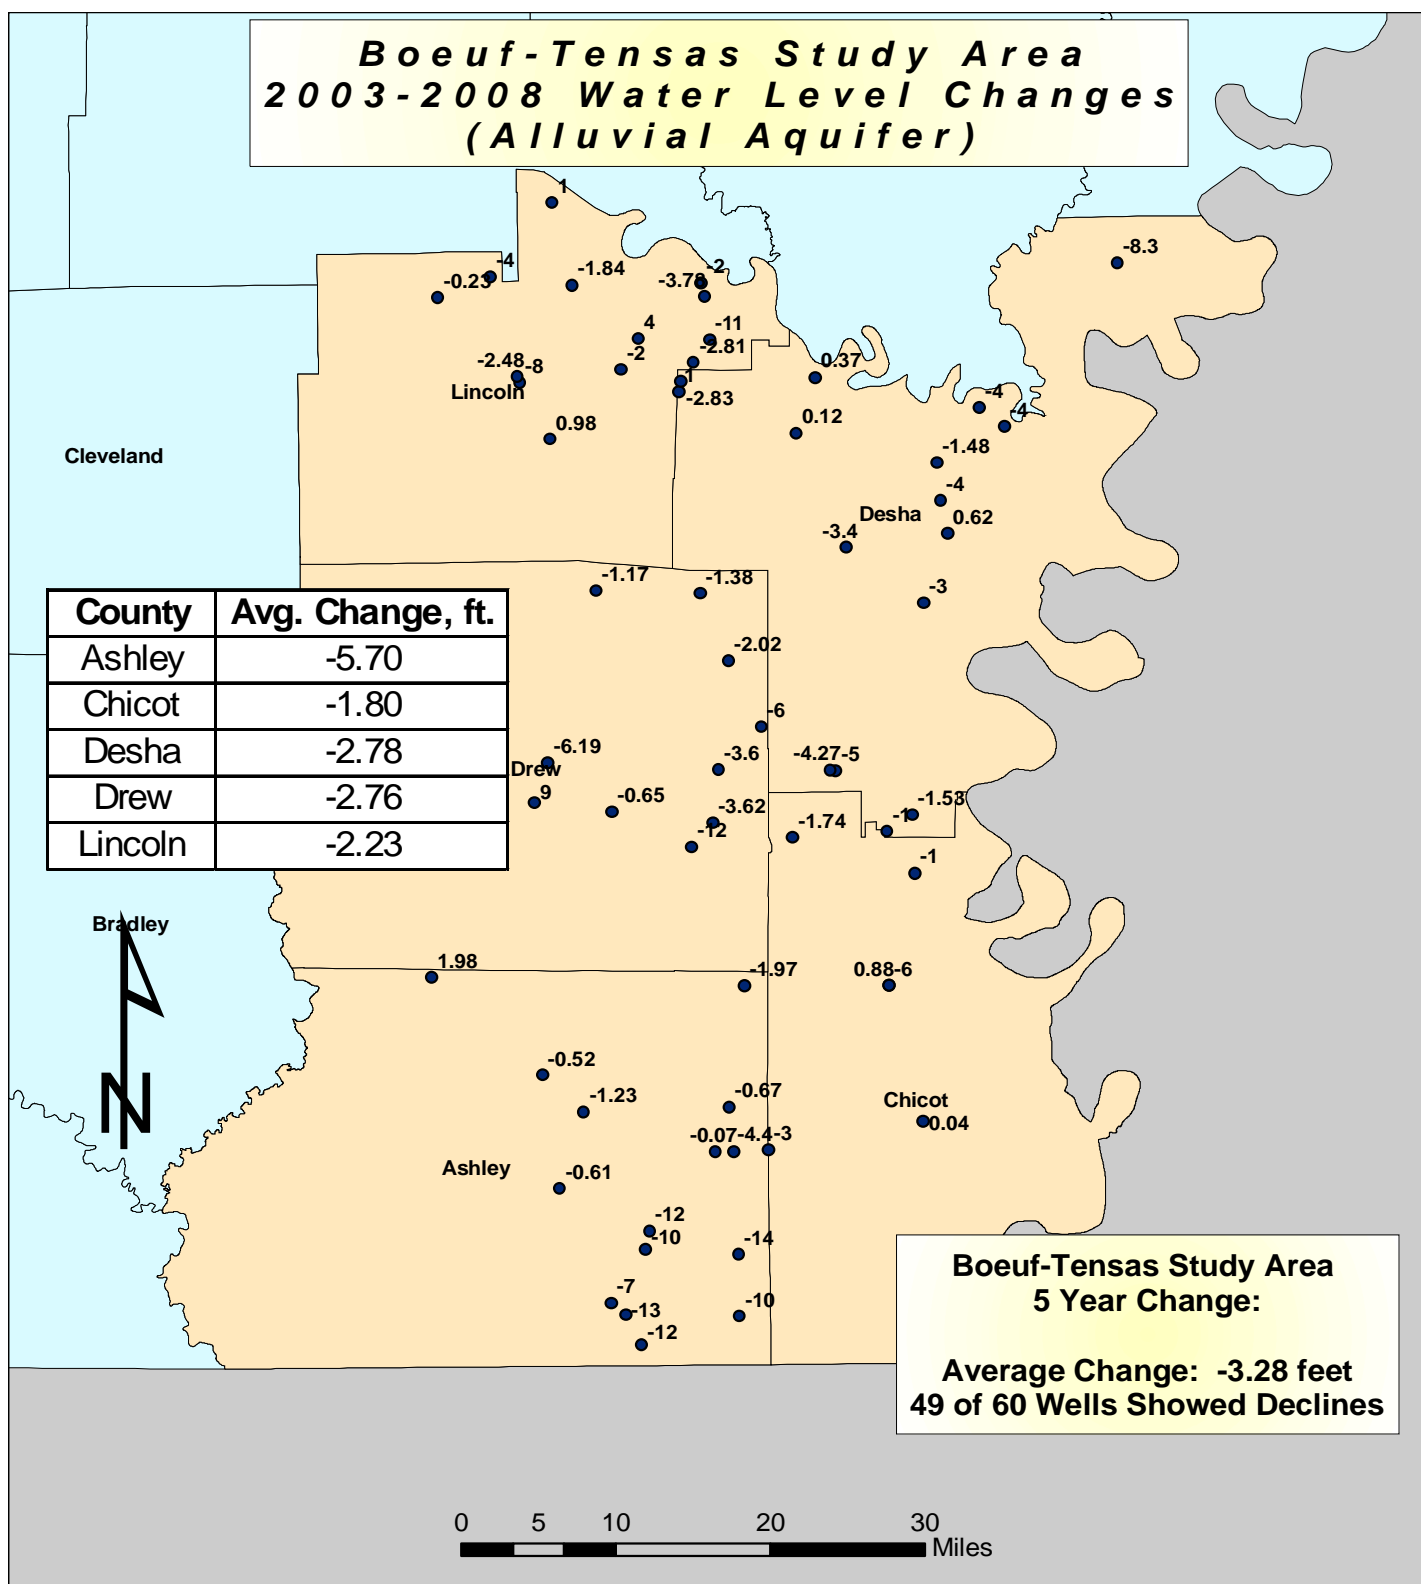 Boeuf-Tensas Study Area
2003-2008 Water Level Changes
(Alluvial Aquifer)
1
-8.3
-4
-0.23
-1.84
-2
-3.78
4
-11
-2
-2.81
-2.48
-8
1
0.37
Lincoln
-2.83
-4
-4
0.98
0.12
Cleveland
-1.48
-4
Desha
0.62
-3.4
-1.17
-1.38
-3
County Avg. Change, ft.
Ashley -5.70
Chicot -1.80
Desha -2.78
Drew -2.76
Lincoln -2.23
-2.02
-6
-6.19
Drew
-3.6
-4.27
-5
9
-0.65
-3.62
-12
-1.74
-1
-1.53
-1
Bradley
1.98
-1.97
0.88
-6
-0.52
-1.23
-0.67
Chicot
0.04
-0.07
-4.4
-3
N
Ashley
-0.61
-12
-10
-14
-7
-13
-10
-12
Boeuf-Tensas Study Area
5 Year Change:
Average Change: -3.28 feet
49 of 60 Wells Showed Declines
0 5 10 20 30
Miles